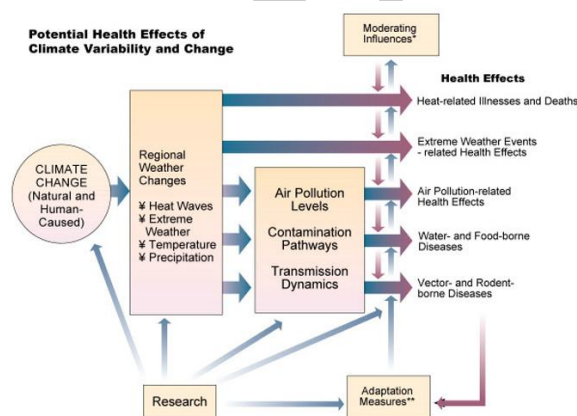 Potential Health Effects of
Climate Variability and Change
Moderating
Influences*
Health Effects
Heat-related Illnesses and Deaths
Extreme Weather Events
- related Health Effects
Air Pollution-related
Health Effects
Water- and Food-borne
Diseases
Vector- and Rodent-
borne Diseases
CLIMATE
CHANGE
(Natural and
Human-
Caused)
Regional
Weather
Changes
¥ Heat Waves
¥ Extreme
Weather
¥ Temperature
¥ Precipitation
Air Pollution
Levels
Contamination
Pathways
Transmission
Dynamics
Research
Adaptation
Measures**